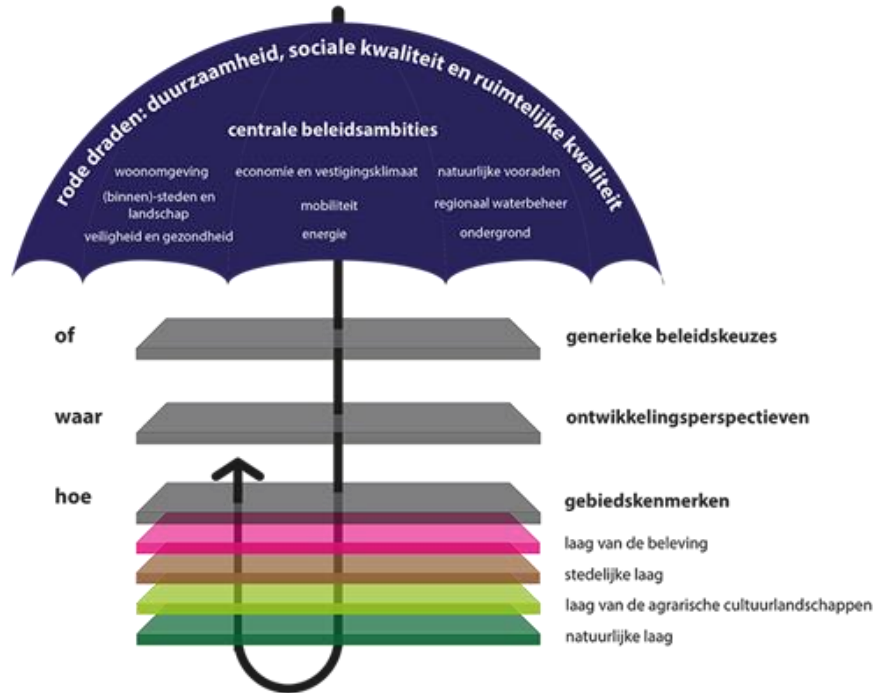 rode draden: duurzaamheid, sociale kwaliteit en ruimtelijke kwaliteit
centrale beleidsambities
woonomgeving
(binnen)-steden en
landschap
veiligheid en gezondheid
economie en vestigingsklimaat
mobiliteit
energie
natuurlijke vooraden
regionaal waterbeheer
ondergrond
of
generieke beleidskeuzes
waar
ontwikkelingsperspectieven
hoe
gebiedskenmerken
laag van de beleving
stedelijke laag
laag van de agrarische cultuurlandschappen
natuurlijke laag